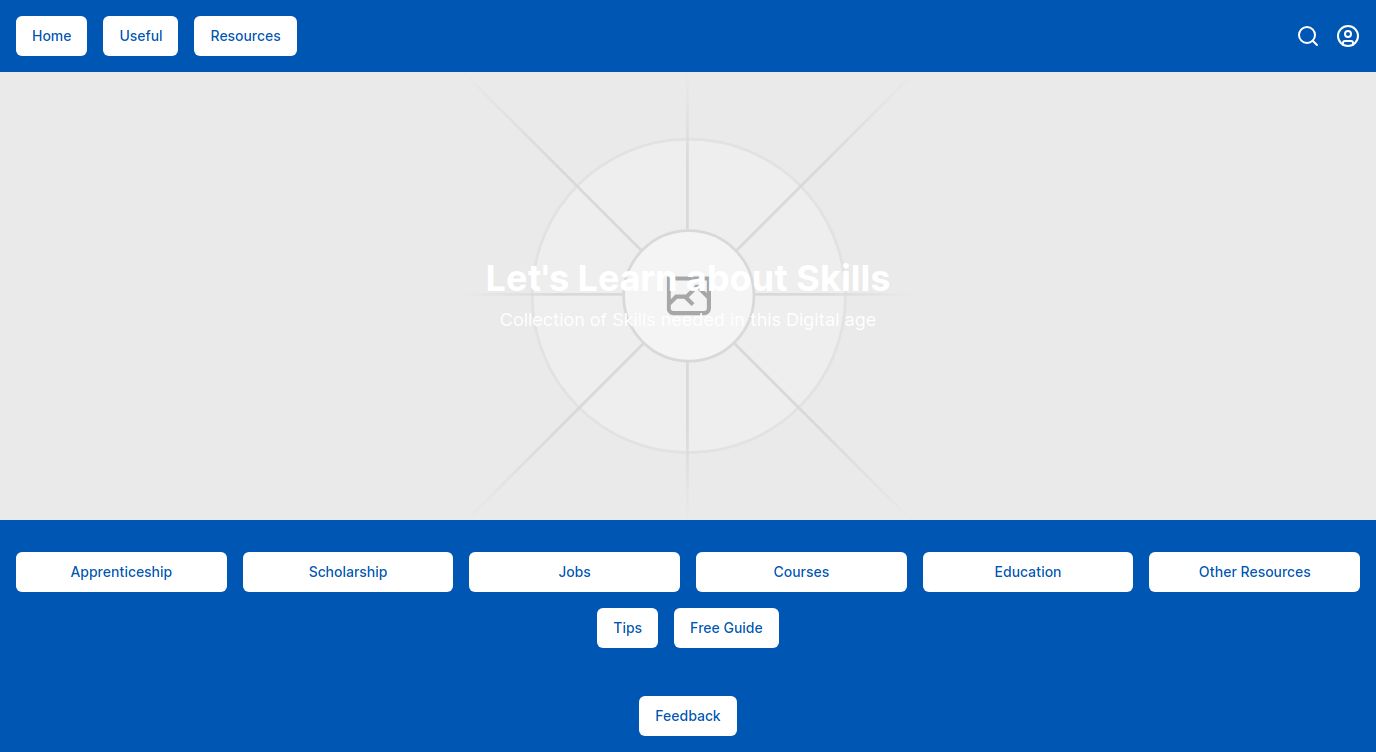 Home Useful Resources
Let's Learn about Skills
Collection of Skills needed in this Digital age
Apprenticeship Scholarship Jobs Courses Education Other Resources
Tips Free Guide
Feedback